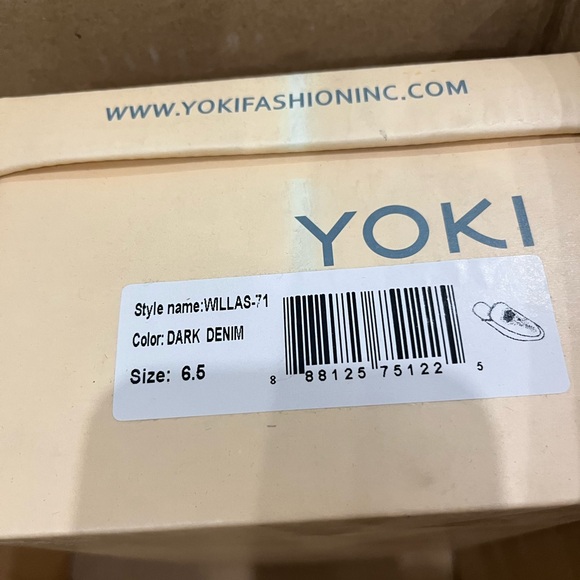 WWW.YOKIFASHIONINC.COM
YOKI
Style name:WILLAS-71
Color: DARK DENIM
Size: 6.5
8 88125 75122 5